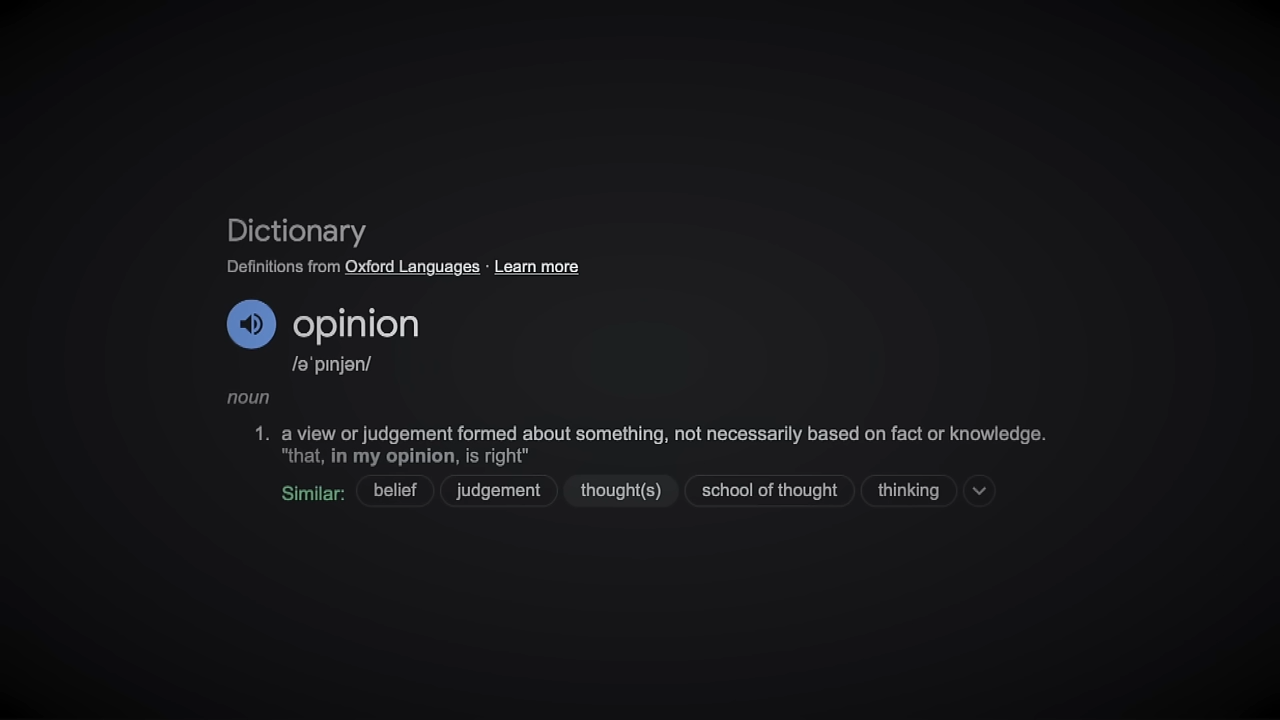 Dictionary
Definitions from Oxford Languages · Learn more
opinion
/əˈpɪnjən/
noun
1. a view or judgement formed about something, not necessarily based on fact or knowledge.
"that, in my opinion, is right"
Similar: belief judgement thought(s) school of thought thinking